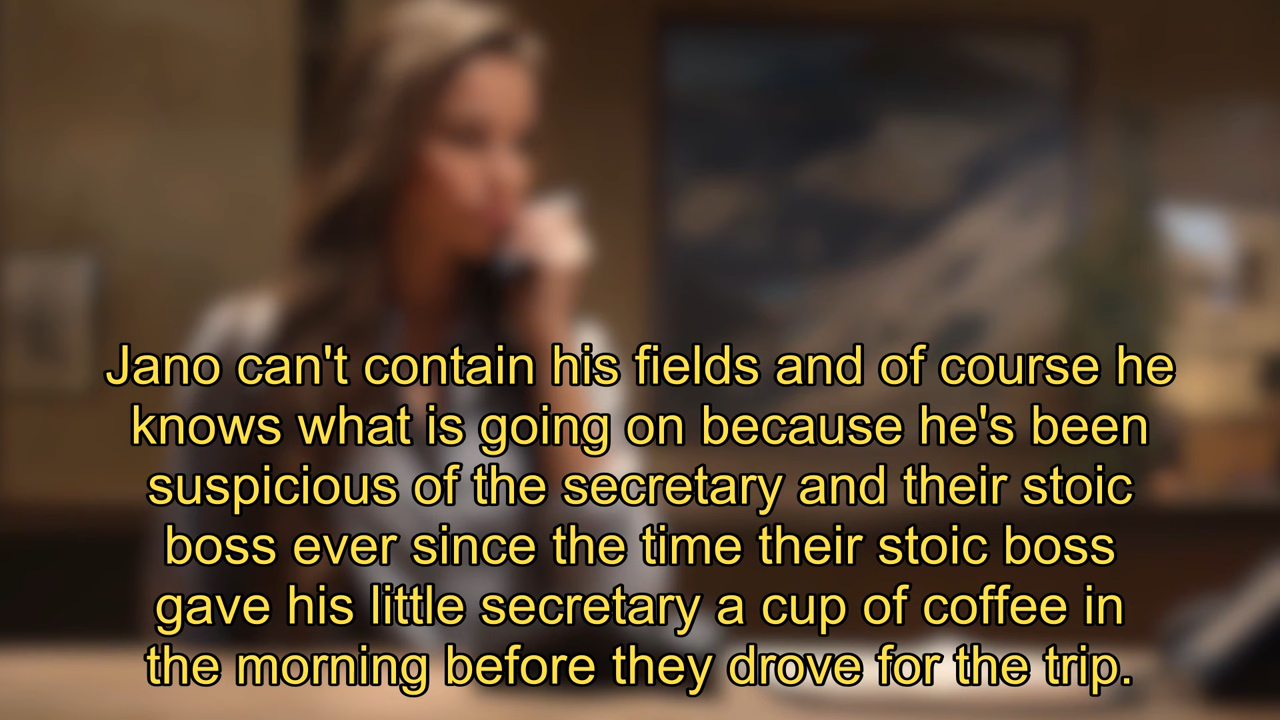 Jano can't contain his fields and of course he
knows what is going on because he's been
suspicious of the secretary and their stoic
boss ever since the time their stoic boss
gave his little secretary a cup of coffee in
the morning before they drove for the trip.